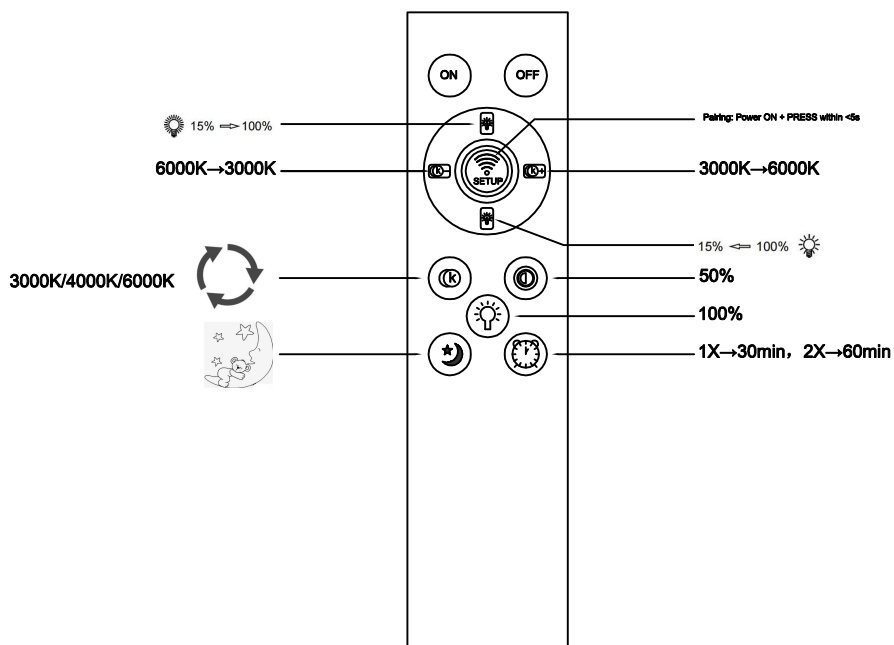 ON OFF
15% ⇒ 100%
Pairing: Power ON + PRESS within <5s
6000K→3000K
K-
SETUP
K+
3000K→6000K
15% ⇐ 100%
3000K/4000K/6000K
K
50%
100%
1X→30min, 2X→60min